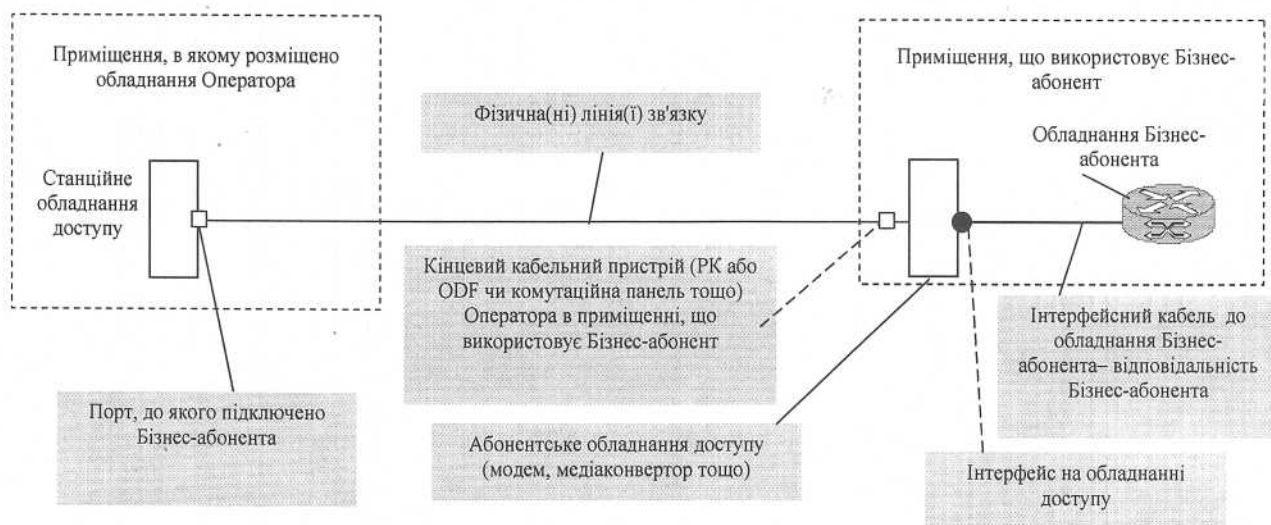 Приміщення, в якому розміщено
обладнання Оператора
Приміщення, що використовує Бізнес-
абонент
Фізична(ні) лінія(ї) зв'язку
Обладнання Бізнес-
абонента
Станційне
обладнання
доступу
Кінцевий кабельний пристрій (РК або
ODF чи комутаційна панель тощо)
Оператора в приміщенні, що
використовує Бізнес-абонент
Інтерфейсний кабель до
обладнання Бізнес-
абонента– відповідальність
Бізнес-абонента
Порт, до якого підключено
Бізнес-абонента
Абонентське обладнання доступу
(модем, медіаконвертор тощо)
Інтерфейс на обладнанні
доступу